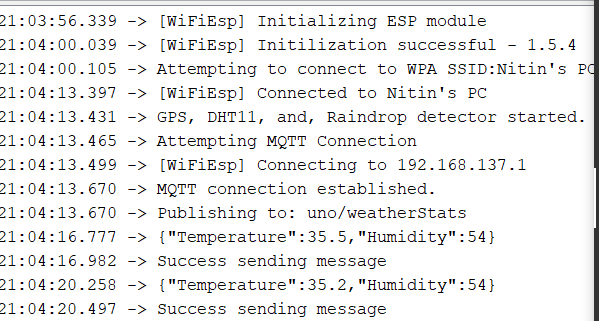 21:03:56.339 -> [WiFiEsp] Initializing ESP module
21:04:00.039 -> [WiFiEsp] Initilization successful - 1.5.4
21:04:00.105 -> Attempting to connect to WPA SSID:Nitin's PC
21:04:13.397 -> [WiFiEsp] Connected to Nitin's PC
21:04:13.431 -> GPS, DHT11, and, Raindrop detector started.
21:04:13.465 -> Attempting MQTT Connection
21:04:13.499 -> [WiFiEsp] Connecting to 192.168.137.1
21:04:13.670 -> MQTT connection established.
21:04:13.670 -> Publishing to: uno/weatherStats
21:04:16.777 -> {"Temperature":35.5,"Humidity":54}
21:04:16.982 -> Success sending message
21:04:20.258 -> {"Temperature":35.2,"Humidity":54}
21:04:20.497 -> Success sending message